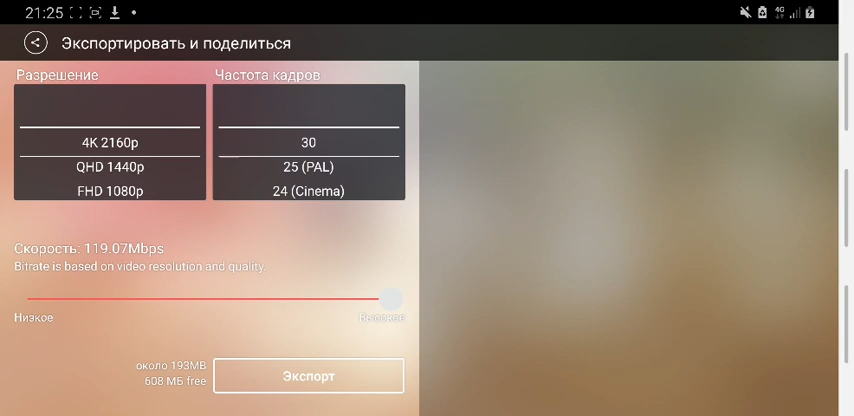 21:25
4G
Экспортировать и поделиться
Разрешение
Частота кадров
4K 2160p
30
QHD 1440p
25 (PAL)
FHD 1080p
24 (Cinema)
Скорость: 119.07Mbps
Bitrate is based on video resolution and quality.
Низкое
Высокое
около 193MB
608 МБ free
Экспорт